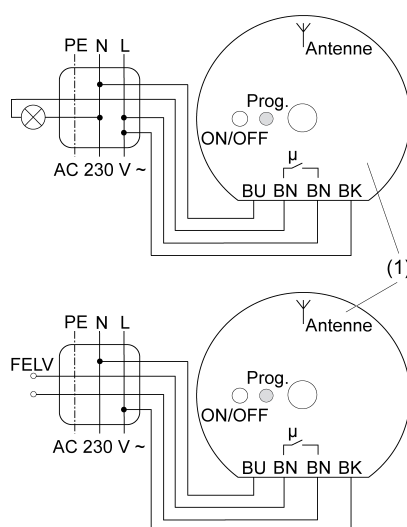 PE N L
Antenne
Prog.
ON/OFF
AC 230 V ~
µ
BU BN BN BK
(1)
PE N L
Antenne
FELV
Prog.
ON/OFF
AC 230 V ~
µ
BU BN BN BK